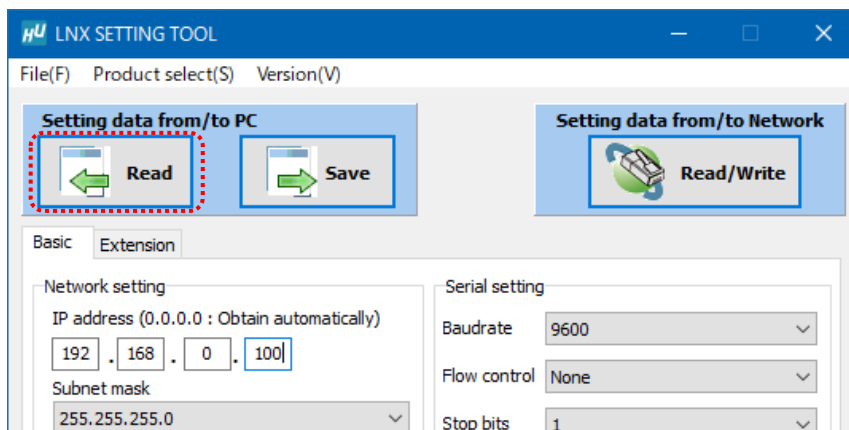 HU LNX SETTING TOOL
File(F) Product select(S) Version(V)
Setting data from/to PC
Read
Save
Setting data from/to Network
Read/Write
Basic
Extension
Network setting
IP address (0.0.0.0 : Obtain automatically)
192 . 168 . 0 . 100
Subnet mask
255.255.255.0
Serial setting
Baudrate 9600
Flow control None
Stop bits 1